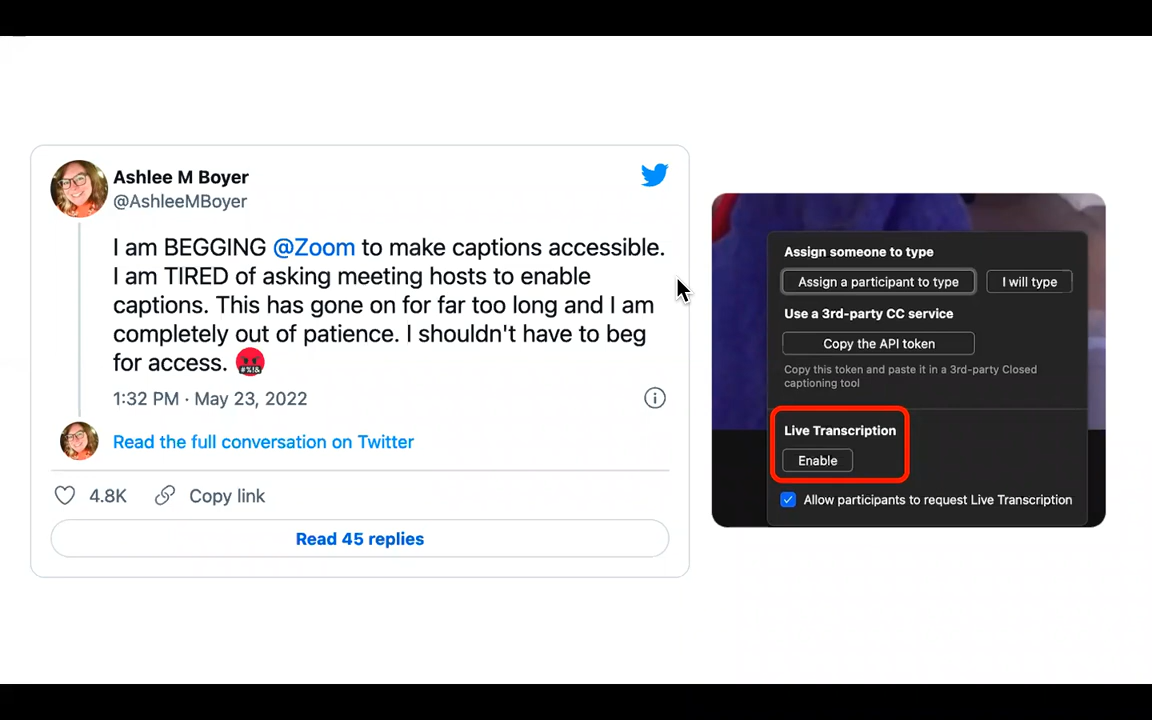 Ashlee M Boyer
@AshleeMBoyer
I am BEGGING @Zoom to make captions accessible.
I am TIRED of asking meeting hosts to enable
captions. This has gone on for far too long and I am
completely out of patience. I shouldn't have to beg
for access. 🤬
1:32 PM · May 23, 2022
Read the full conversation on Twitter
4.8K Copy link
Read 45 replies
Assign someone to type
Assign a participant to type I will type
Use a 3rd-party CC service
Copy the API token
Copy this token and paste it in a 3rd-party Closed
captioning tool
Live Transcription
Enable
Allow participants to request Live Transcription